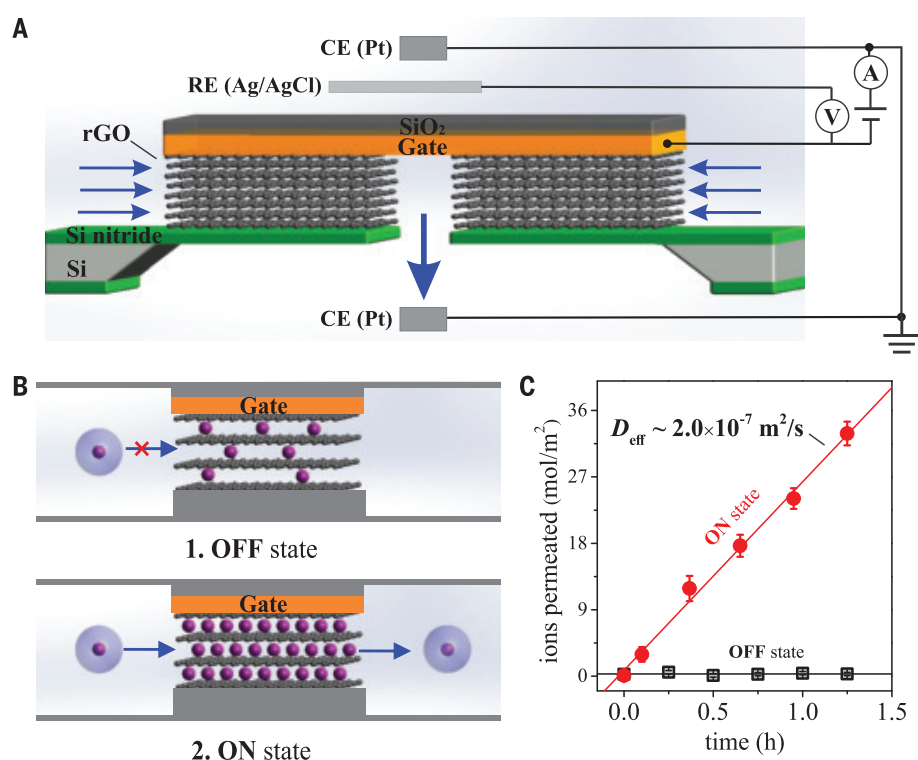 A
CE (Pt)
RE (Ag/AgCl)
A
V
SiO₂
Gate
rGO
Si nitride
Si
CE (Pt)
B
Gate
1. OFF state
Gate
2. ON state
C
ions permeated (mol/m²)
36
27
18
9
0
D_eff ~ 2.0×10⁻⁷ m²/s
ON state
OFF state
0.0 0.5 1.0 1.5
time (h)